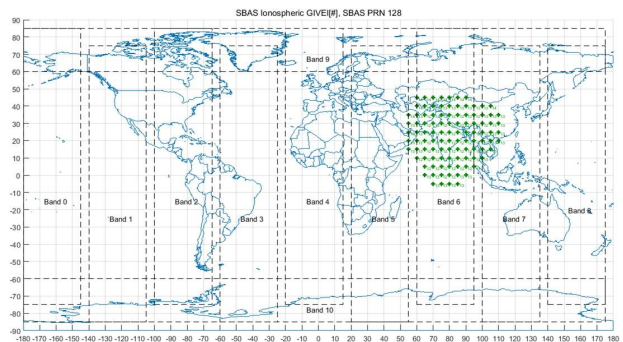 SBAS Ionospheric GIVEI[#], SBAS PRN 128
90
80
70
60
50
40
30
20
10
0
-10
-20
-30
-40
-50
-60
-70
-80
-90
Band 9
Band 0
Band 1
Band 2
Band 3
Band 4
Band 5
Band 6
Band 7
Band 8
Band 10
-180 -170 -160 -150 -140 -130 -120 -110 -100 -90 -80 -70 -60 -50 -40 -30 -20 -10 0 10 20 30 40 50 60 70 80 90 100 110 120 130 140 150 160 170 180